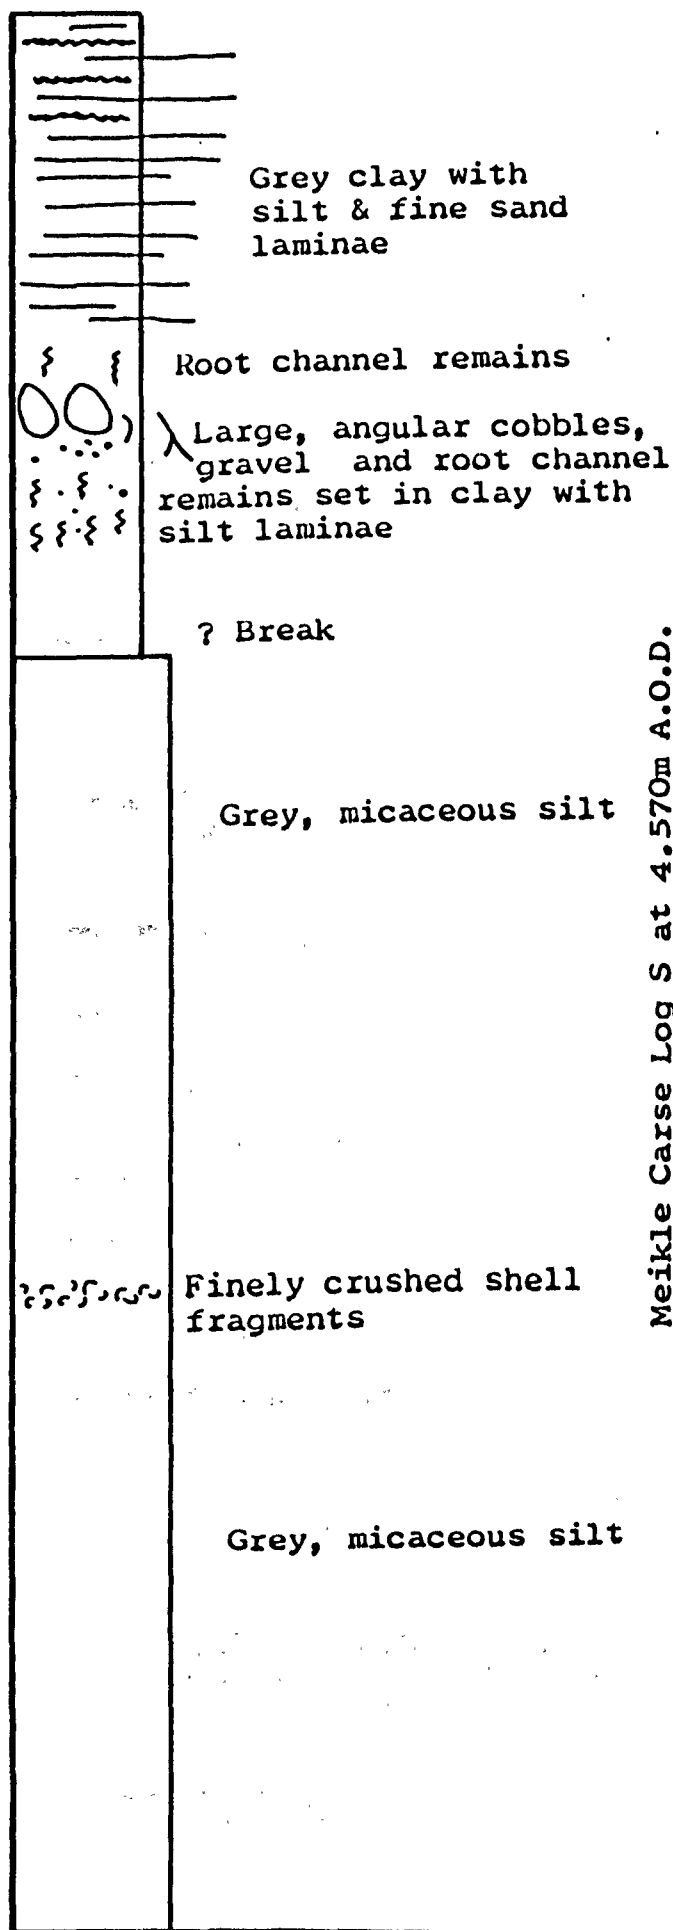 Grey clay with
silt & fine sand
laminae
Root channel remains
Large, angular cobbles,
gravel and root channel
remains set in clay with
silt laminae
? Break
Grey, micaceous silt
Finely crushed shell
fragments
Grey, micaceous silt
Meikle Carse Log S at 4.570m A.O.D.